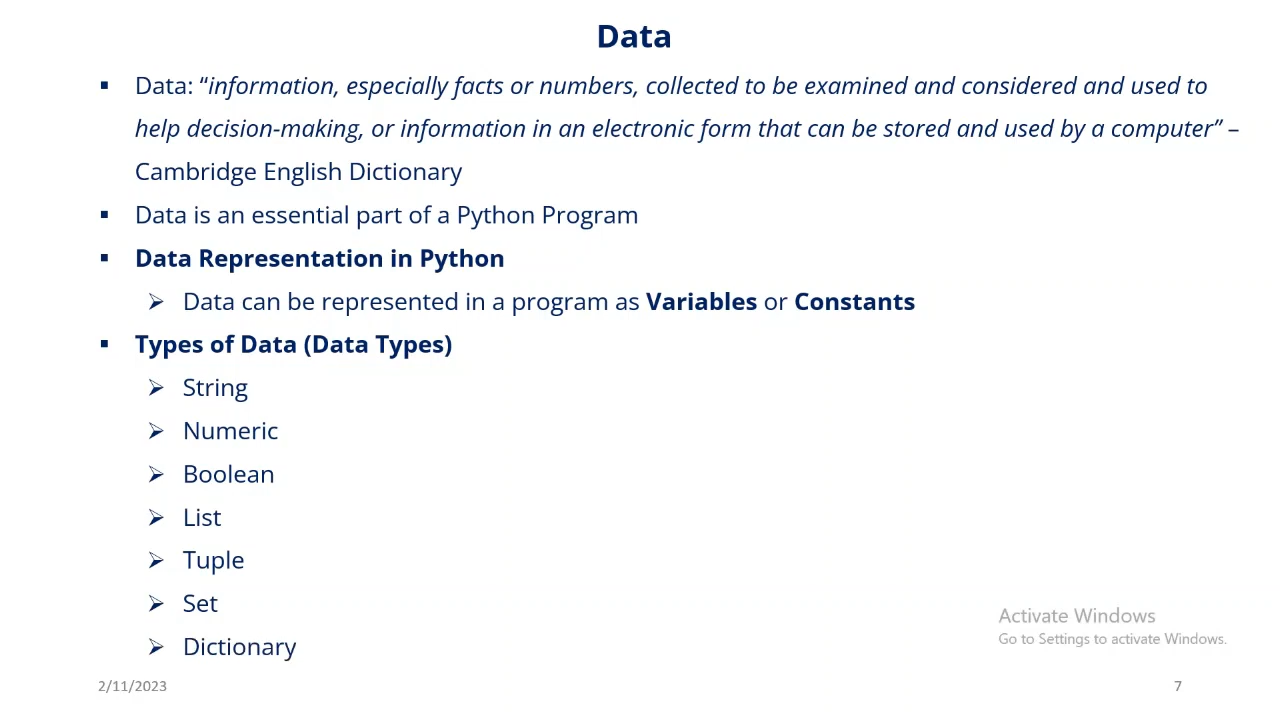 Data
▪ Data: “information, especially facts or numbers, collected to be examined and considered and used to
help decision-making, or information in an electronic form that can be stored and used by a computer” –
Cambridge English Dictionary
▪ Data is an essential part of a Python Program
▪ Data Representation in Python
➢ Data can be represented in a program as Variables or Constants
▪ Types of Data (Data Types)
➢ String
➢ Numeric
➢ Boolean
➢ List
➢ Tuple
➢ Set
➢ Dictionary
Activate Windows
Go to Settings to activate Windows.
2/11/2023
7